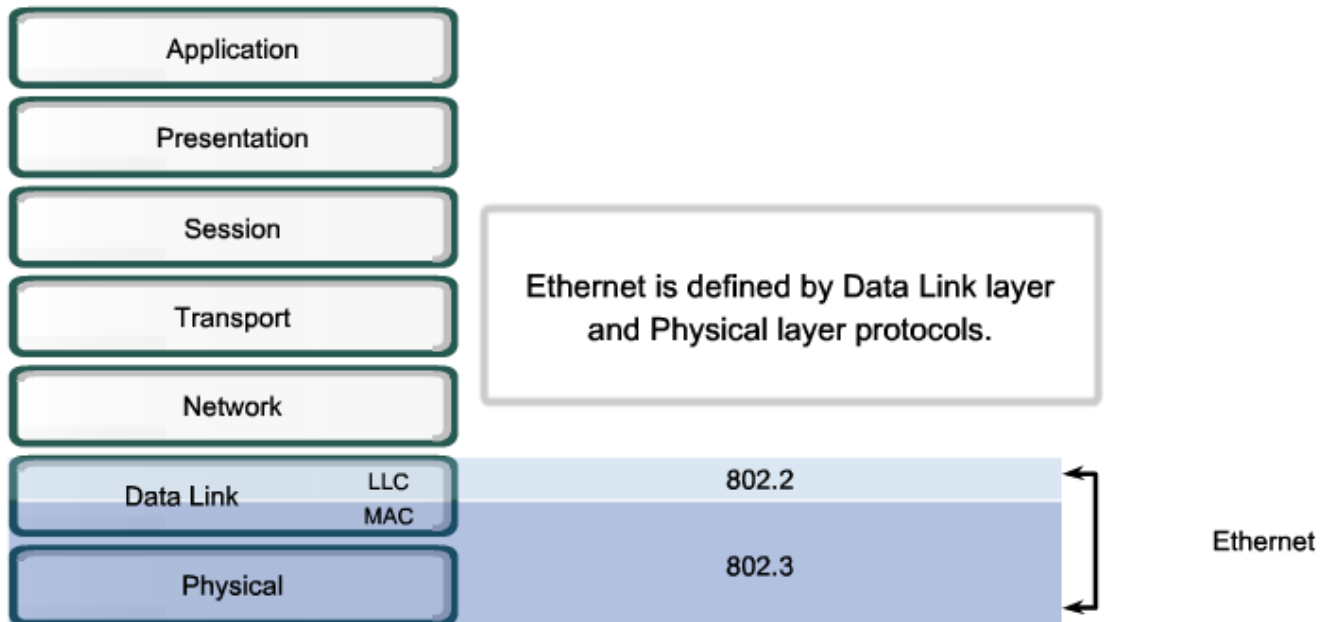 Application
Presentation
Session
Transport
Network
Ethernet is defined by Data Link layer
and Physical layer protocols.
Data Link
LLC
MAC
802.2
Physical
802.3
Ethernet